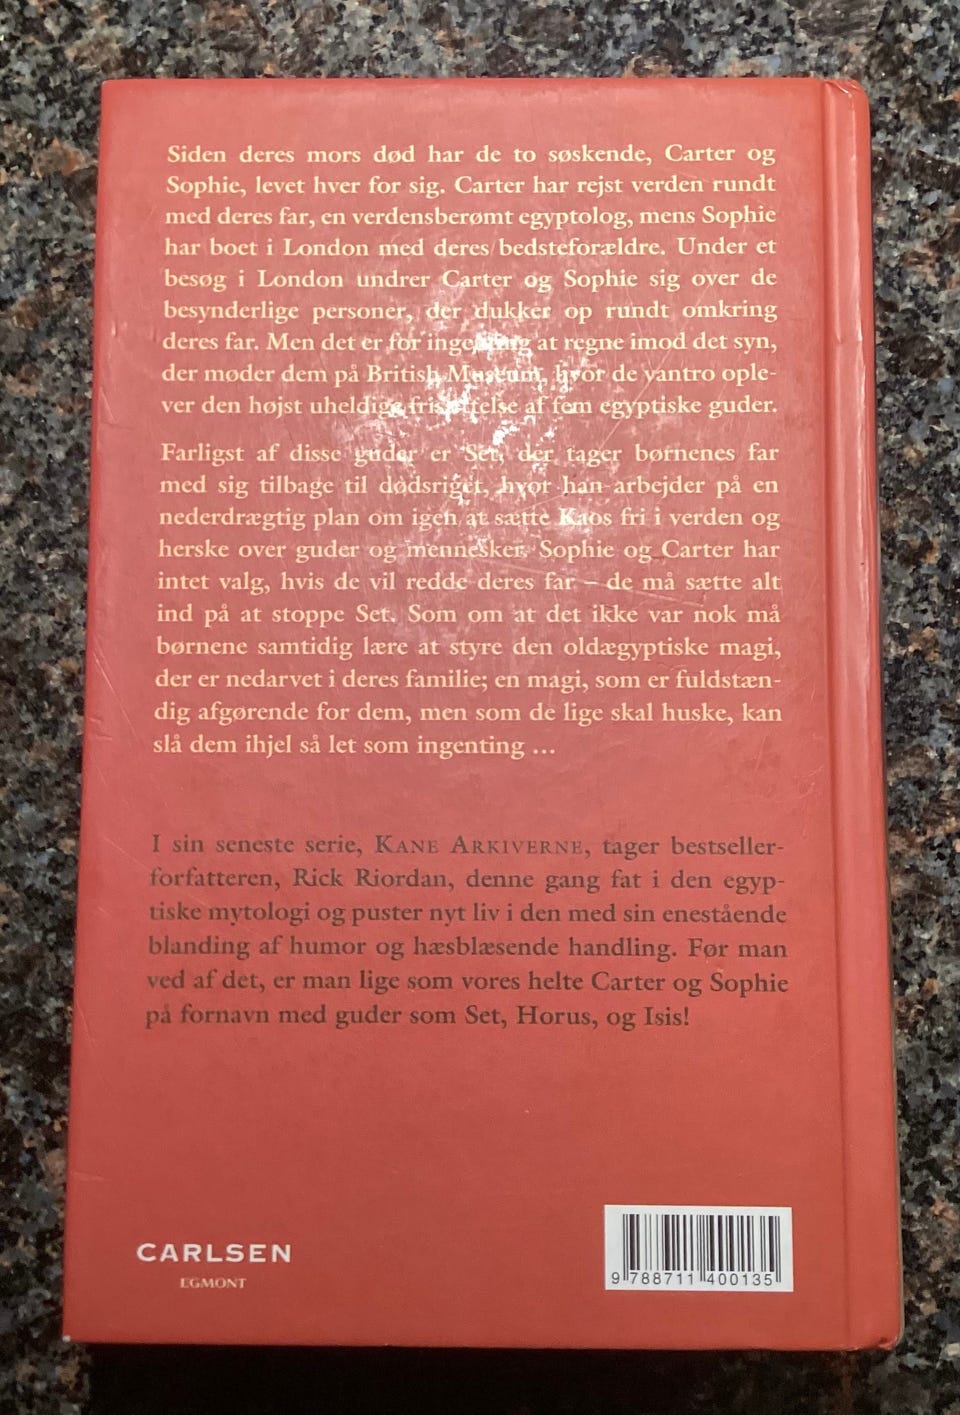 Siden deres mors død har de to søskende, Carter og
Sophie, levet hver for sig. Carter har rejst verden rundt
med deres far, en verdensberømt egyptolog, mens Sophie
har boet i London med deres bedsteforældre. Under et
besøg i London undrer Carter og Sophie sig over de
besynderlige personer, der dukker op rundt omkring
deres far. Men det er for ingenting at regne imod det syn,
der møder dem på British Museum, hvor de vantro ople-
ver den højst uheldige frisættelse af fem egyptiske guder.
Farligst af disse guder er Set, der tager børnenes far
med sig tilbage til dødsriget, hvor han arbejder på en
nederdrægtig plan om igen at sætte Kaos fri i verden og
herske over guder og mennesker. Sophie og Carter har
intet valg, hvis de vil redde deres far – de må sætte alt
ind på at stoppe Set. Som om at det ikke var nok må
børnene samtidig lære at styre den oldægyptiske magi,
der er nedarvet i deres familie; en magi, som er fuldstæn-
dig afgørende for dem, men som de lige skal huske, kan
slå dem ihjel så let som ingenting ...
I sin seneste serie, KANE ARKIVERNE, tager bestseller-
forfatteren, Rick Riordan, denne gang fat i den egyp-
tiske mytologi og puster nyt liv i den med sin enestående
blanding af humor og hæsblæsende handling. Før man
ved af det, er man lige som vores helte Carter og Sophie
på fornavn med guder som Set, Horus, og Isis!
CARLSEN
EGMONT
9 788711 400135